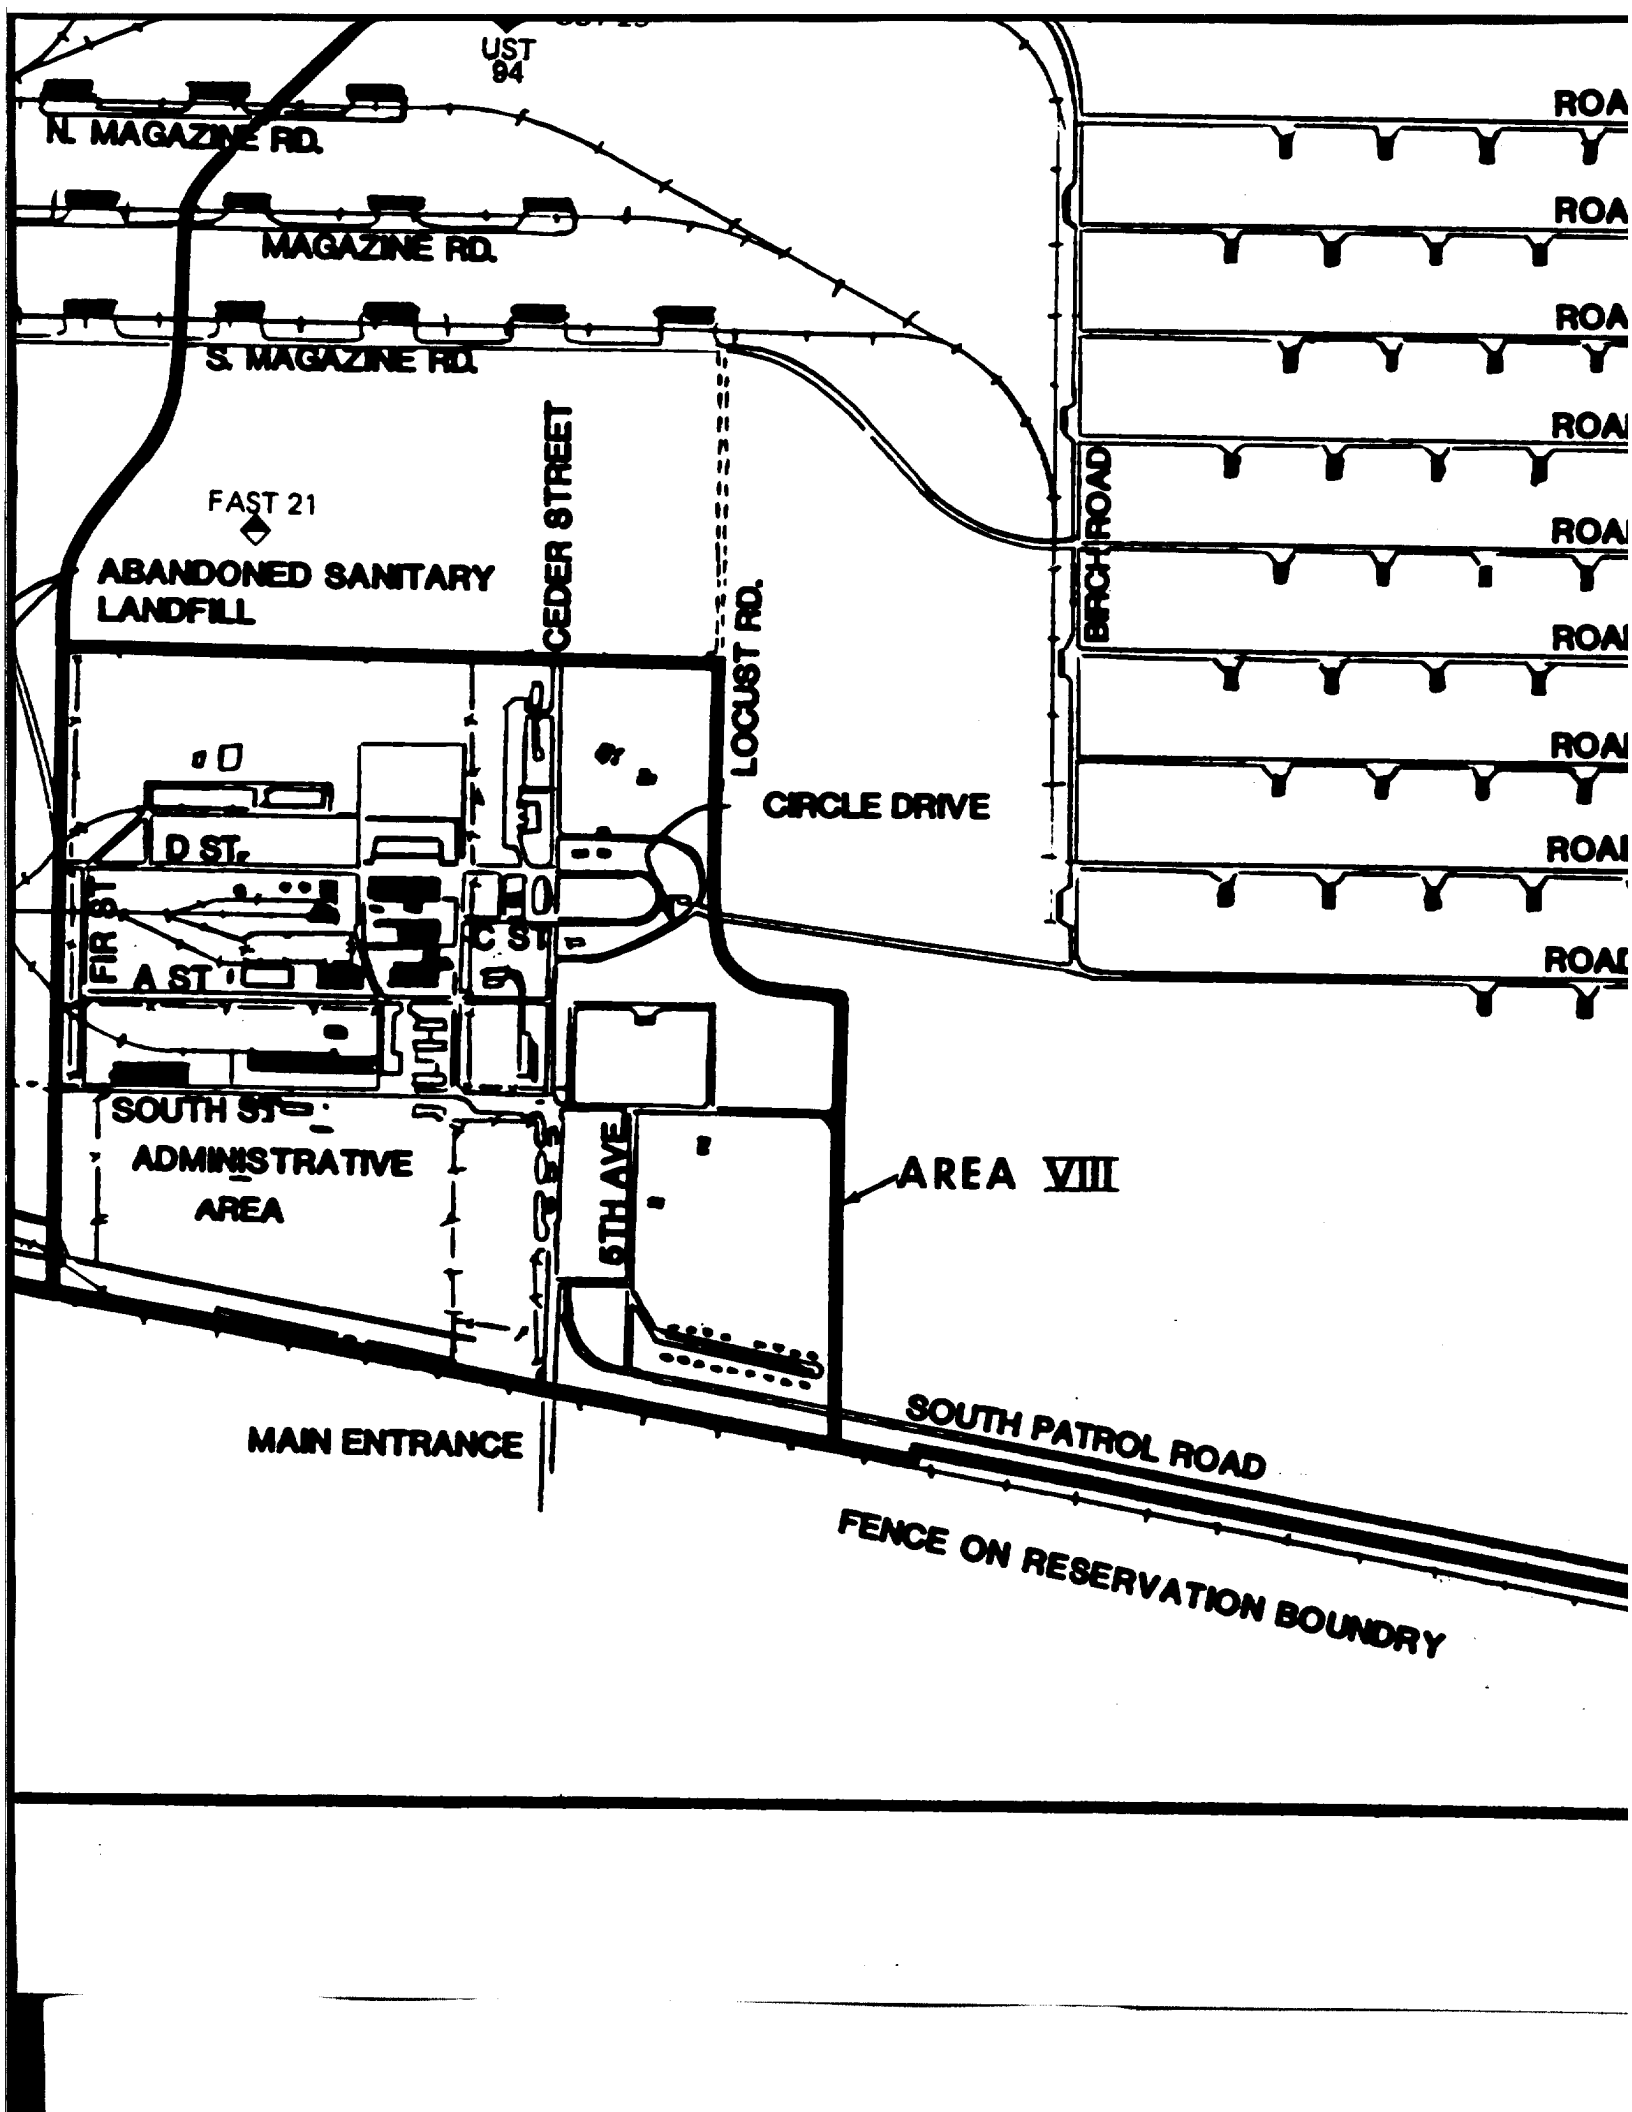 UST
94
ROA
N. MAGAZINE RD.
ROA
MAGAZINE RD.
ROA
S. MAGAZINE RD.
CEDER STREET
ROA
BIRCH ROAD
FAST 21
ROA
ABANDONED SANITARY
LANDFILL
LOCUST RD.
ROA
ROA
CIRCLE DRIVE
D ST.
ROA
FIR ST
C ST
A ST
ROAD
SOUTH ST
5TH AVE
ADMINISTRATIVE
AREA
AREA VIII
SOUTH PATROL ROAD
MAIN ENTRANCE
FENCE ON RESERVATION BOUNDRY